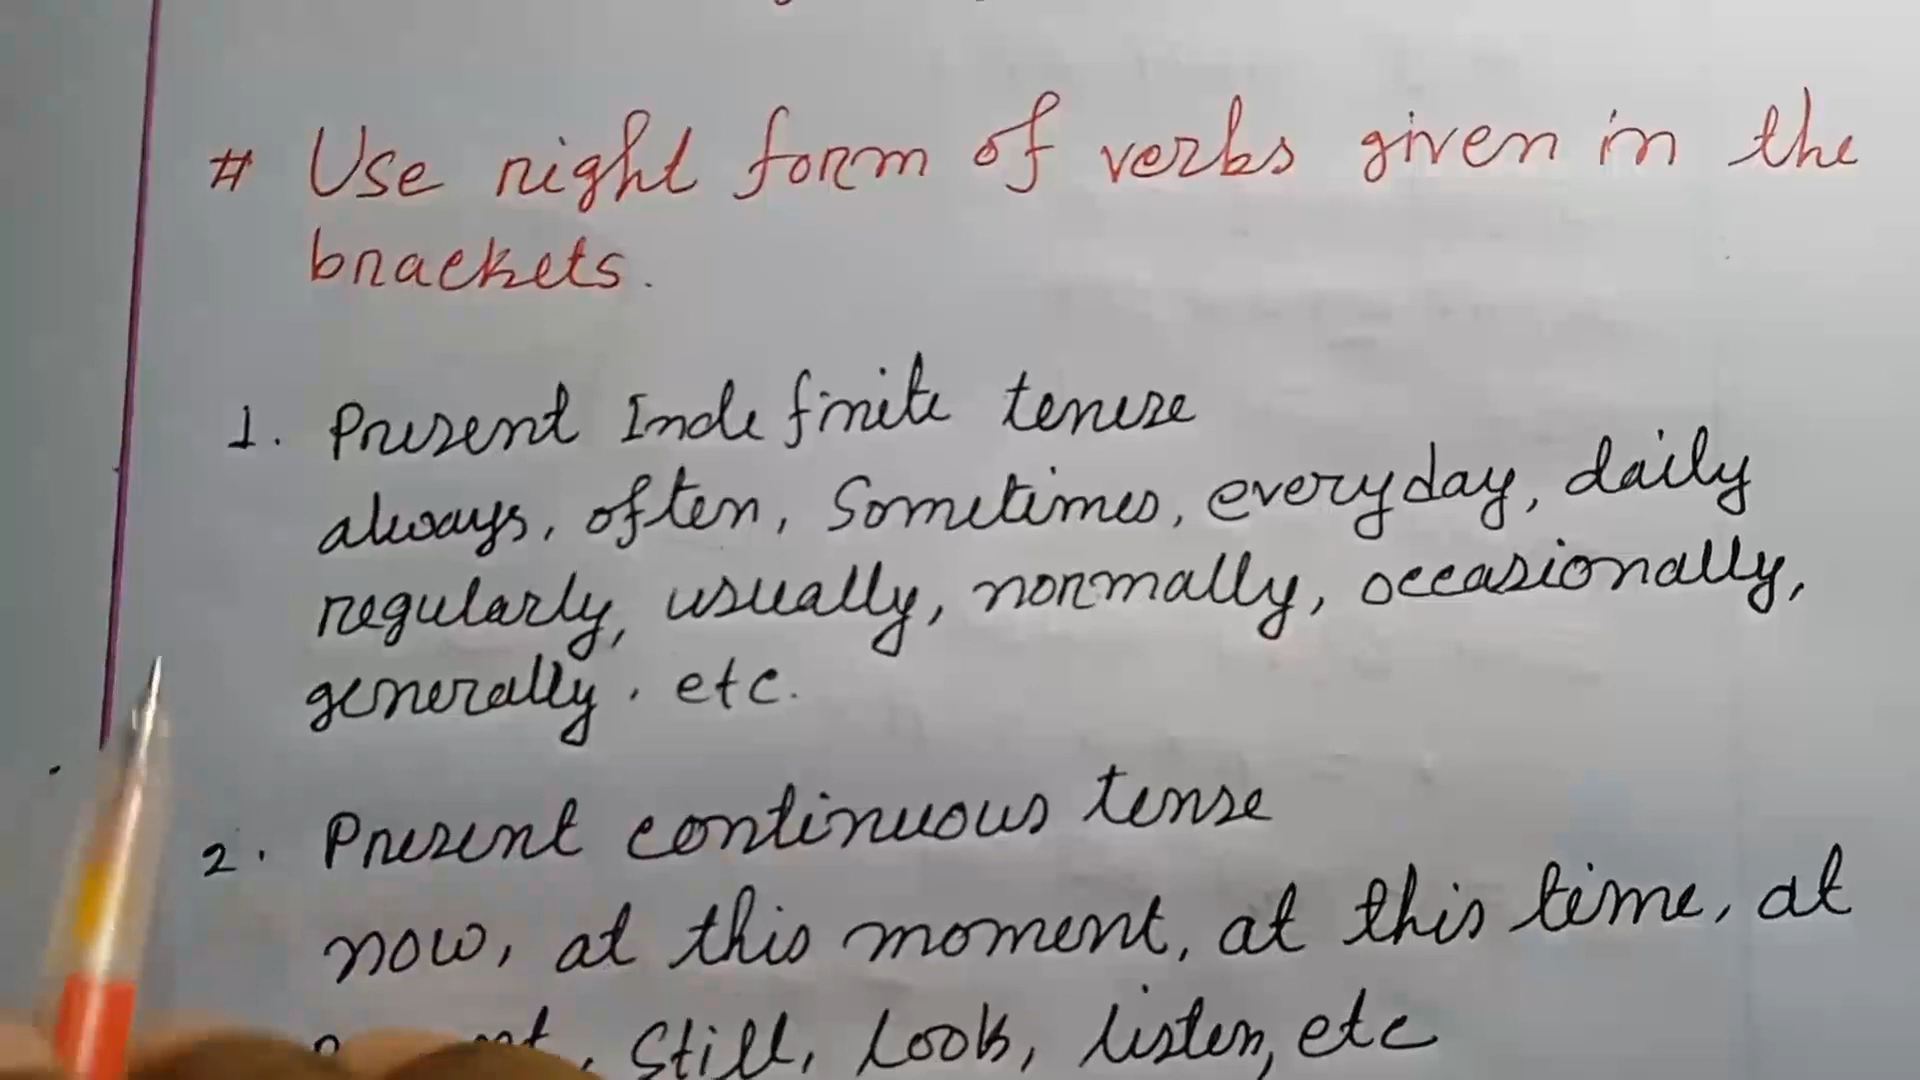 # Use right form of verbs given in the
brackets.
1. Present Indefinite tense
always, often, Sometimes, everyday, daily
regularly, usually, normally, occasionally,
generally. etc.
2. Present continuous tense
now, at this moment, at this time, at
, Still, Look, listen, etc